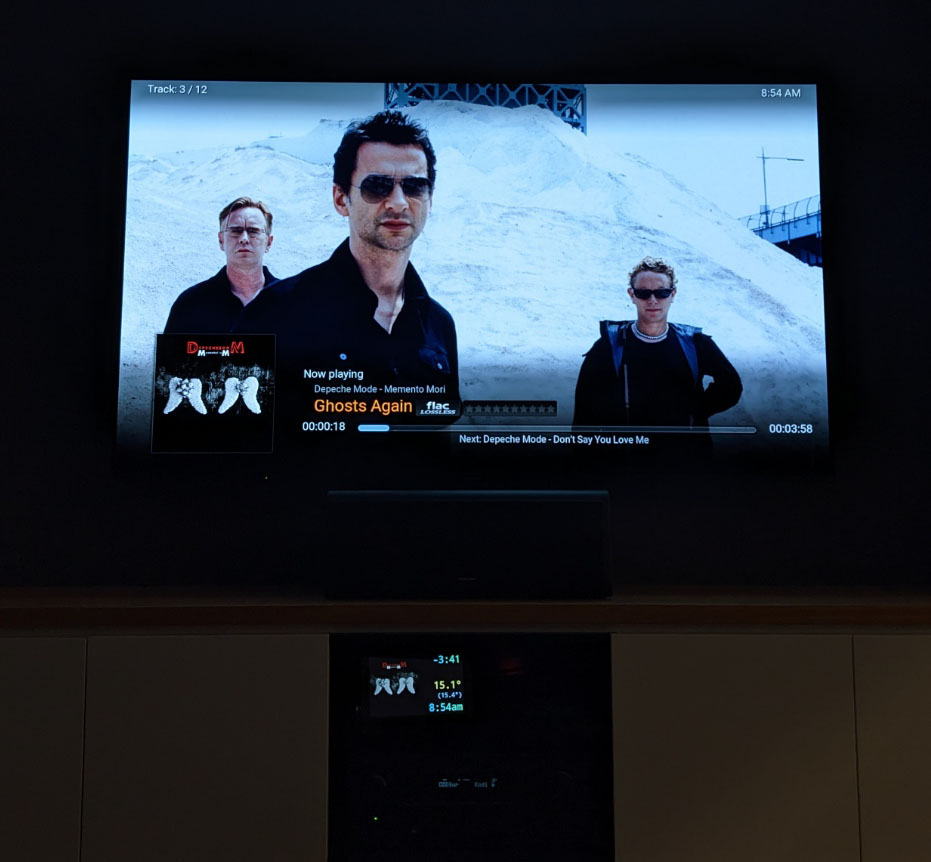 Track: 3 / 12
8:54 AM
DEPECHE MODE
Now playing
Depeche Mode - Memento Mori
Ghosts Again flac LOSSLESS
00:00:18
00:03:58
Next: Depeche Mode - Don't Say You Love Me
-3:41
15.1°
(15.4°)
8:54am